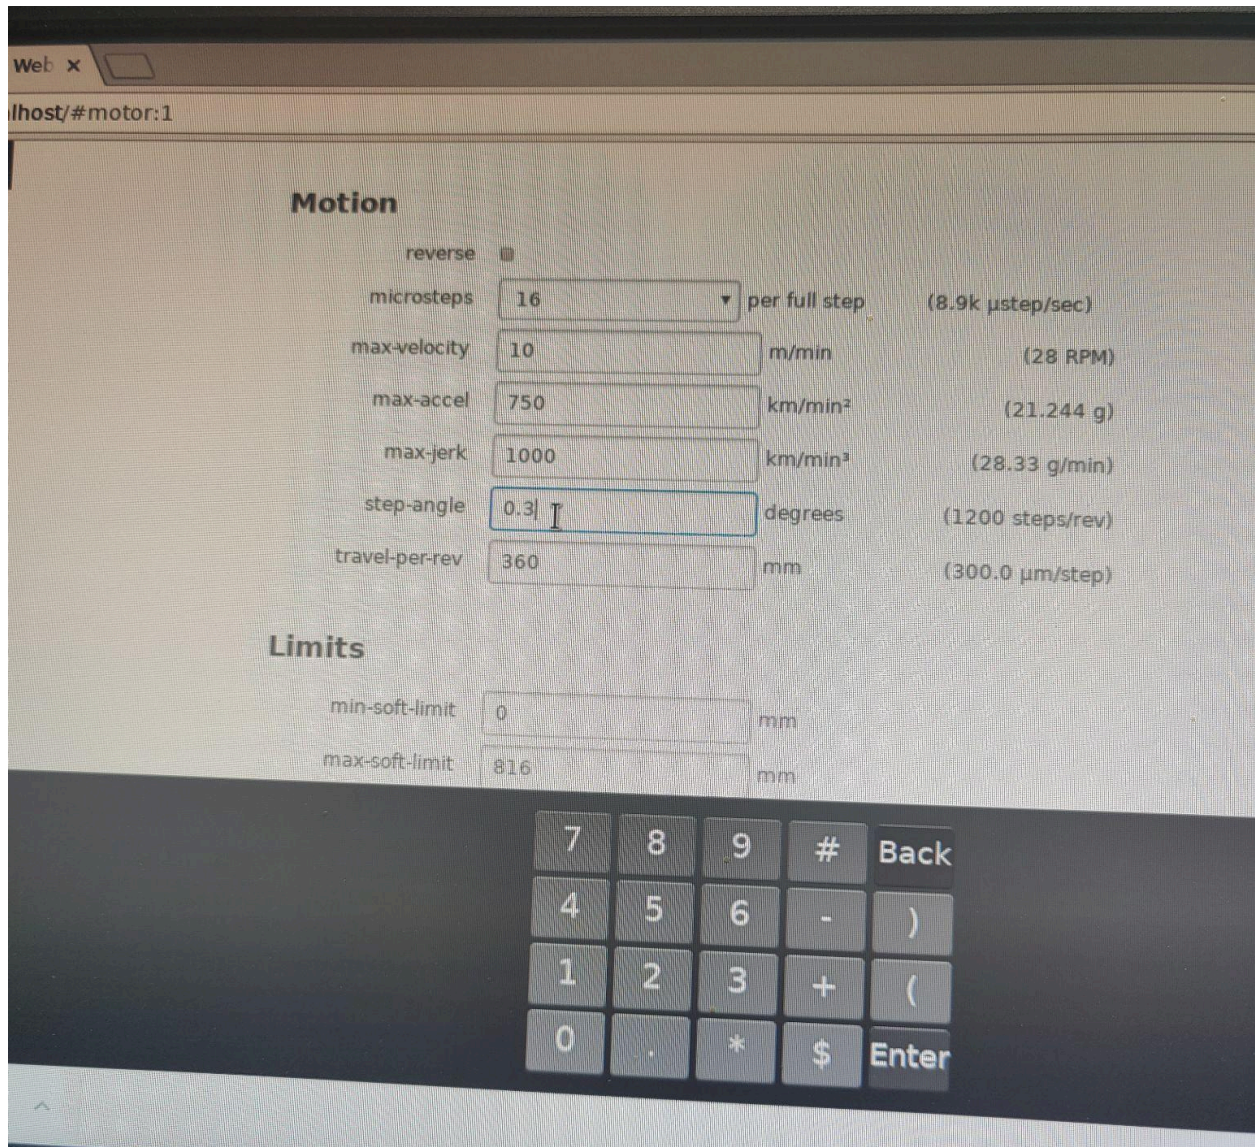 Web ×
lhost/#motor:1
Motion
reverse
microsteps 16 per full step (8.9k µstep/sec)
max-velocity 10 m/min (28 RPM)
max-accel 750 km/min² (21.244 g)
max-jerk 1000 km/min³ (28.33 g/min)
step-angle 0.3 degrees (1200 steps/rev)
travel-per-rev 360 mm (300.0 µm/step)
Limits
min-soft-limit 0 mm
max-soft-limit 816 mm
7 8 9 # Back
4 5 6 - )
1 2 3 + (
0 . * $ Enter